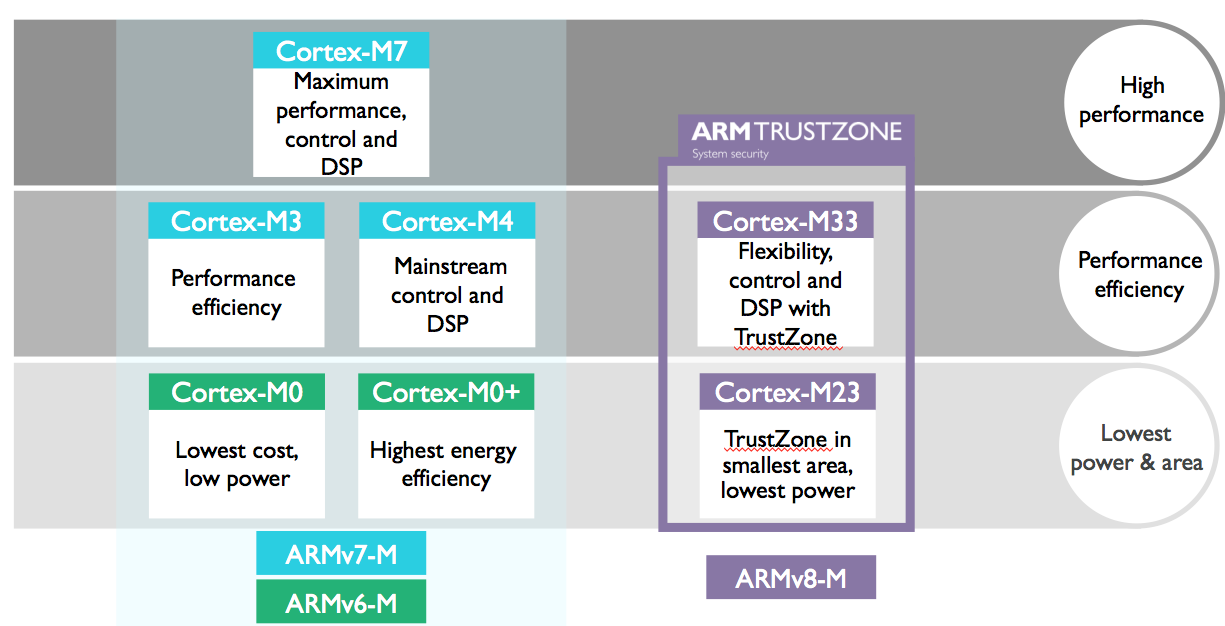 Cortex-M7
Maximum
performance,
control and
DSP
High
performance
ARM TRUSTZONE
System security
Cortex-M3
Performance
efficiency
Cortex-M4
Mainstream
control and
DSP
Cortex-M33
Flexibility,
control and
DSP with
TrustZone
Performance
efficiency
Cortex-M0
Lowest cost,
low power
Cortex-M0+
Highest energy
efficiency
Cortex-M23
TrustZone in
smallest area,
lowest power
Lowest
power & area
ARMv7-M
ARMv6-M
ARMv8-M